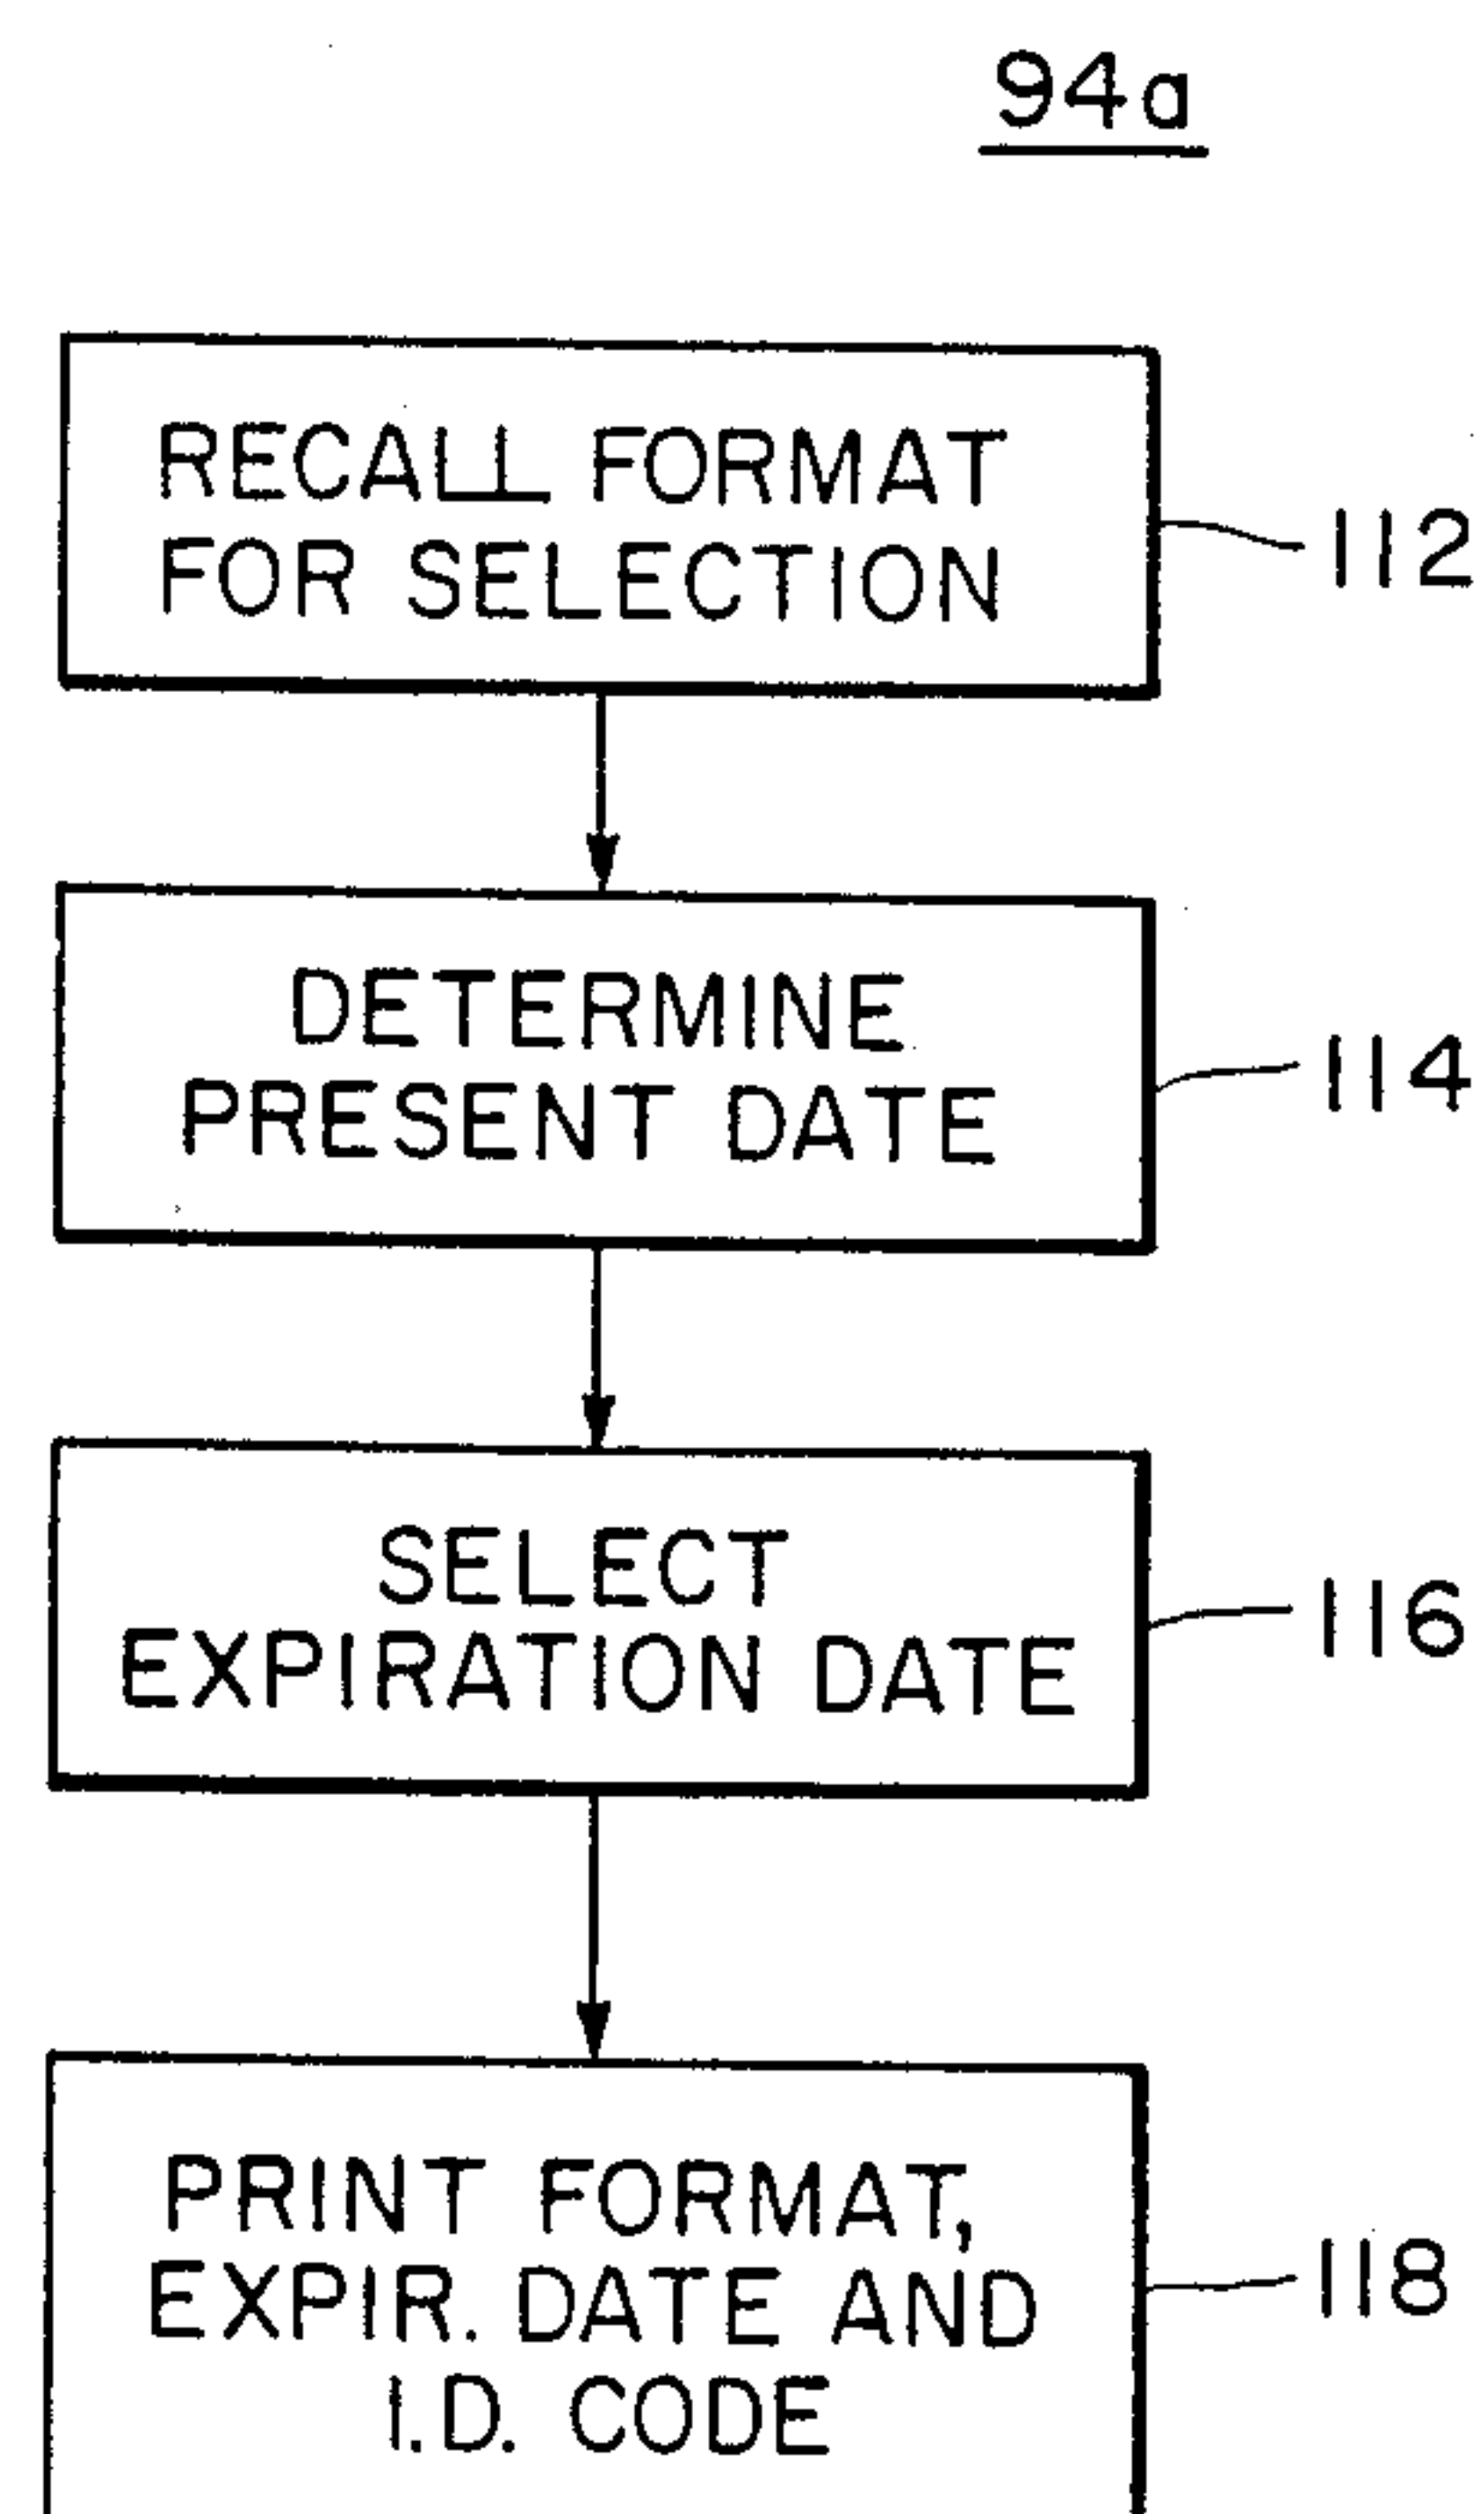 94a
RECALL FORMAT
FOR SELECTION
112
DETERMINE
PRESENT DATE
114
SELECT
EXPIRATION DATE
116
PRINT FORMAT,
EXPIR. DATE AND
I.D. CODE
118